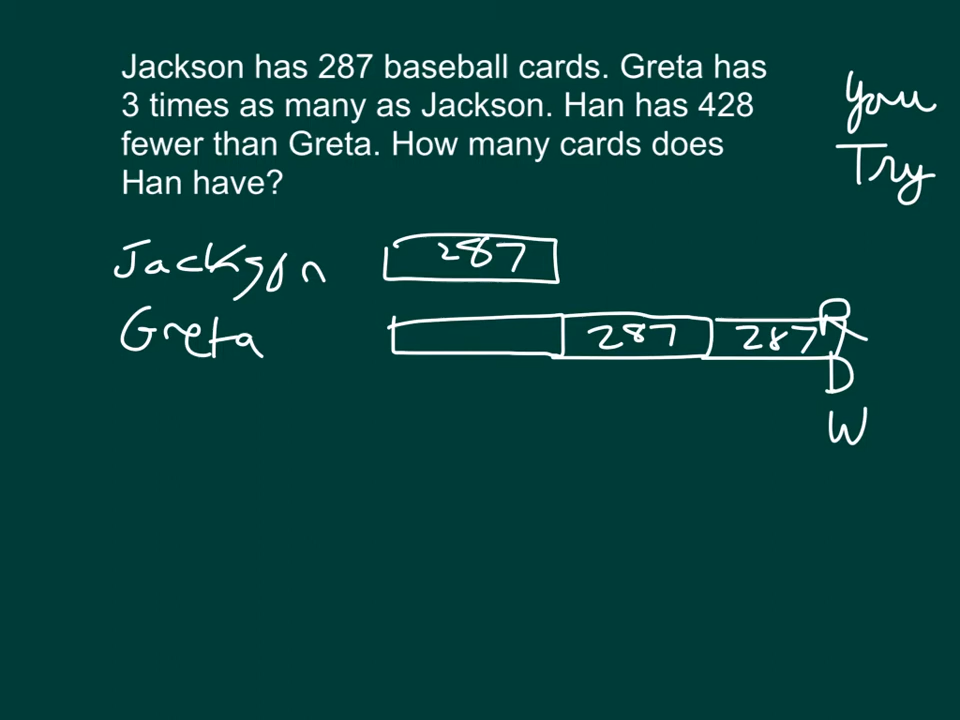 Jackson has 287 baseball cards. Greta has
3 times as many as Jackson. Han has 428
fewer than Greta. How many cards does
Han have?
You
Try
Jackson 287
Greta 287 287 R
D
W